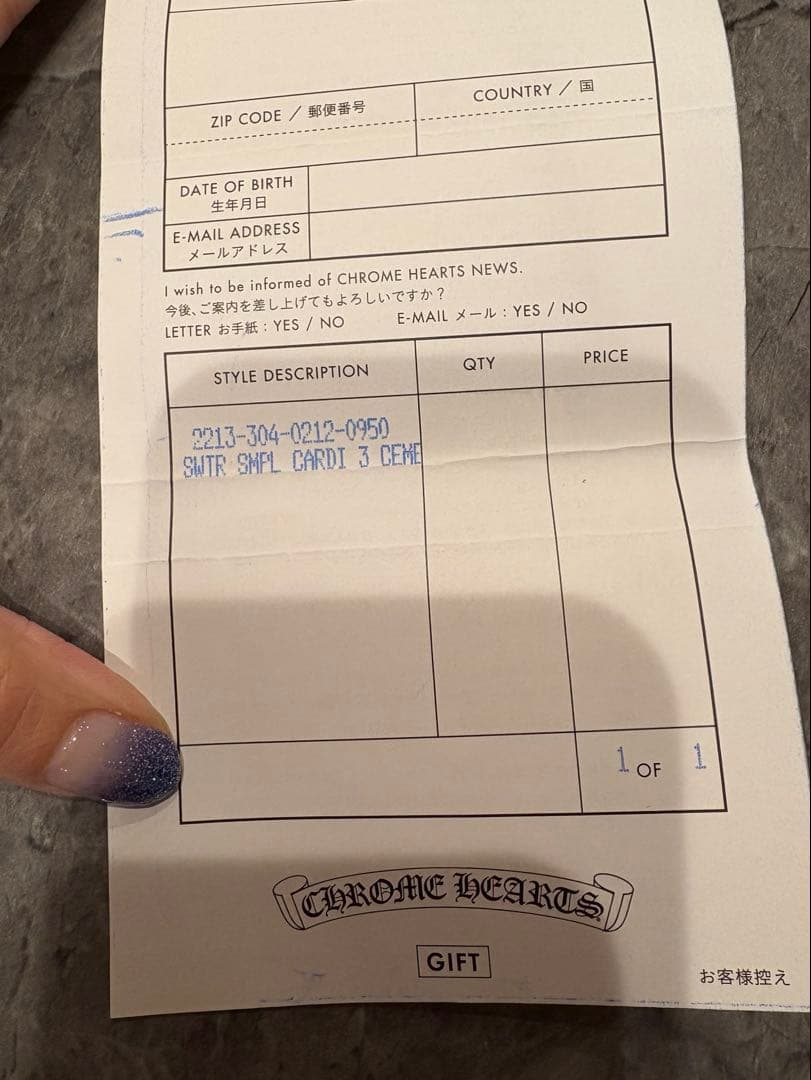 ZIP CODE / 郵便番号
COUNTRY / 国
DATE OF BIRTH
生年月日
E-MAIL ADDRESS
メールアドレス
I wish to be informed of CHROME HEARTS NEWS.
今後、ご案内を差し上げてもよろしいですか?
LETTER お手紙 : YES / NO E-MAIL メール : YES / NO
STYLE DESCRIPTION QTY PRICE
2213-304-0212-0950
SWTR SMPL CARDI 3 CEME
1 OF 1
CHROME HEARTS
GIFT
お客様控え